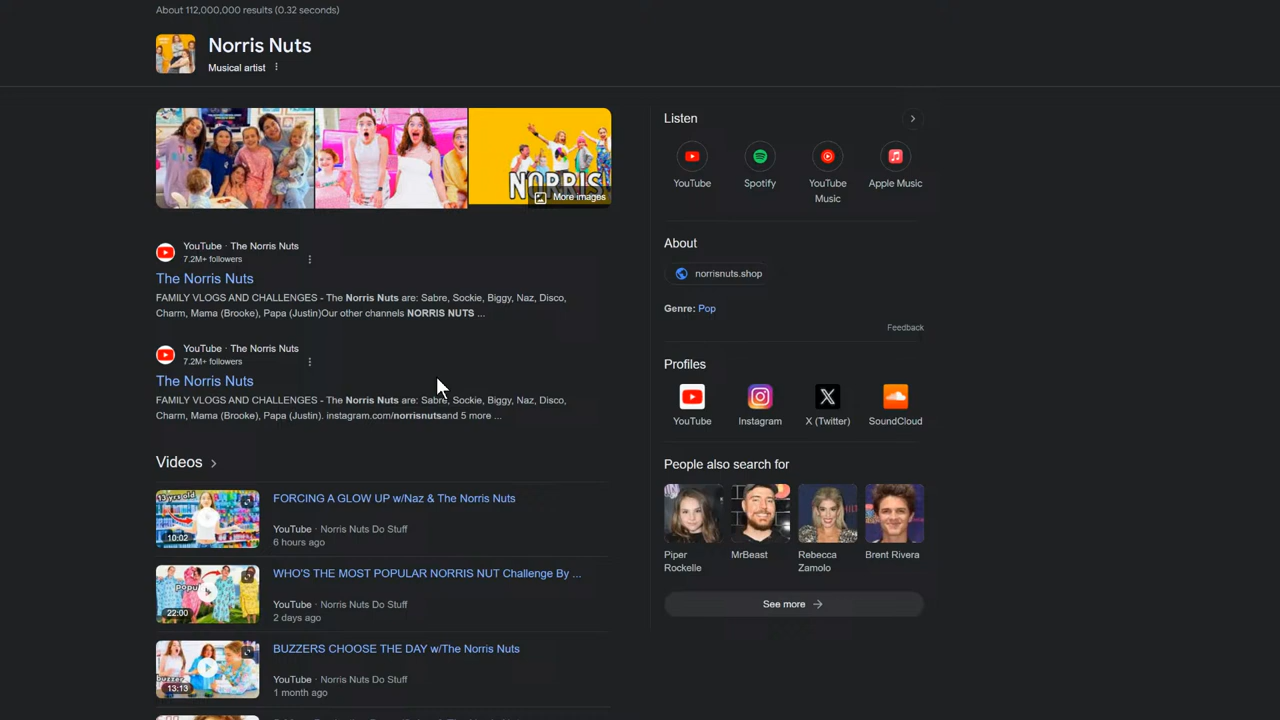 About 112,000,000 results (0.32 seconds)
Norris Nuts
Musical artist
NORRIS
More images
YouTube · The Norris Nuts
7.2M+ followers
The Norris Nuts
FAMILY VLOGS AND CHALLENGES - The Norris Nuts are: Sabre, Sockie, Biggy, Naz, Disco,
Charm, Mama (Brooke), Papa (Justin)Our other channels NORRIS NUTS ...
YouTube · The Norris Nuts
7.2M+ followers
The Norris Nuts
FAMILY VLOGS AND CHALLENGES - The Norris Nuts are: Sabre, Sockie, Biggy, Naz, Disco,
Charm, Mama (Brooke), Papa (Justin). instagram.com/norrisnutsand 5 more ...
Videos
13 yrs old
10:02
FORCING A GLOW UP w/Naz & The Norris Nuts
YouTube · Norris Nuts Do Stuff
6 hours ago
popu
22:00
WHO'S THE MOST POPULAR NORRIS NUT Challenge By ...
YouTube · Norris Nuts Do Stuff
2 days ago
buzzer
13:13
BUZZERS CHOOSE THE DAY w/The Norris Nuts
YouTube · Norris Nuts Do Stuff
1 month ago
Listen
YouTube
Spotify
YouTube
Music
Apple Music
About
norrisnuts.shop
Genre: Pop
Feedback
Profiles
YouTube
Instagram
X (Twitter)
SoundCloud
People also search for
Piper
Rockelle
MrBeast
Rebecca
Zamolo
Brent Rivera
See more